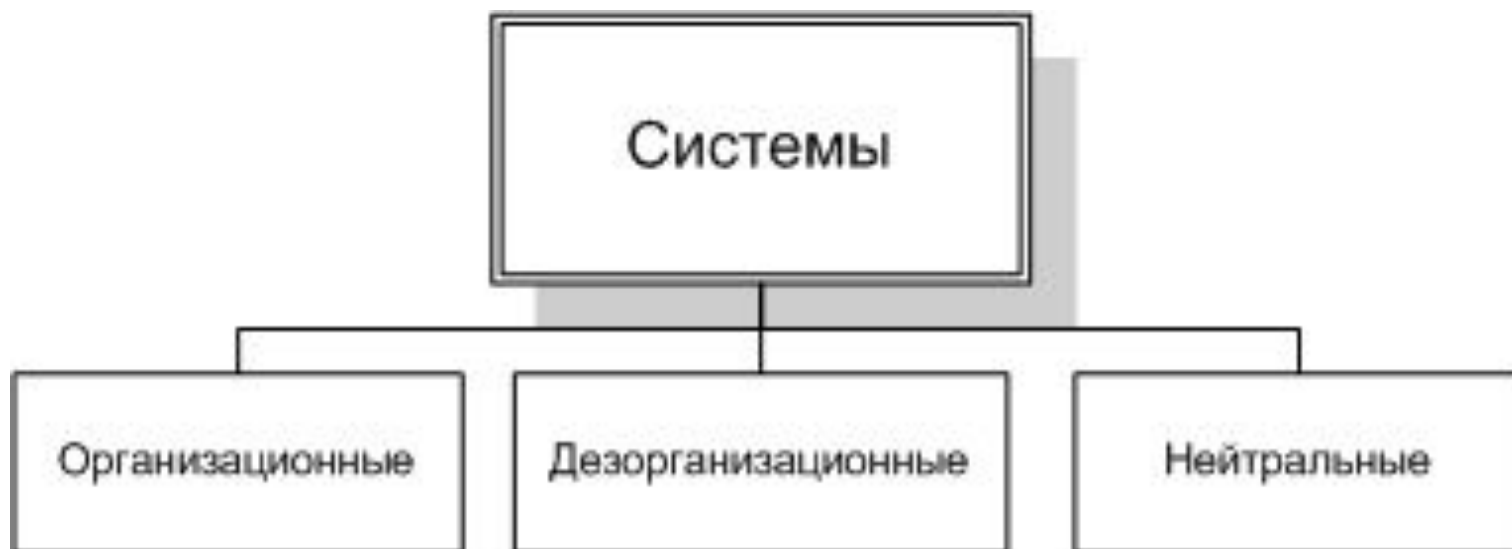 Системы
Организационные
Дезорганизационные
Нейтральные